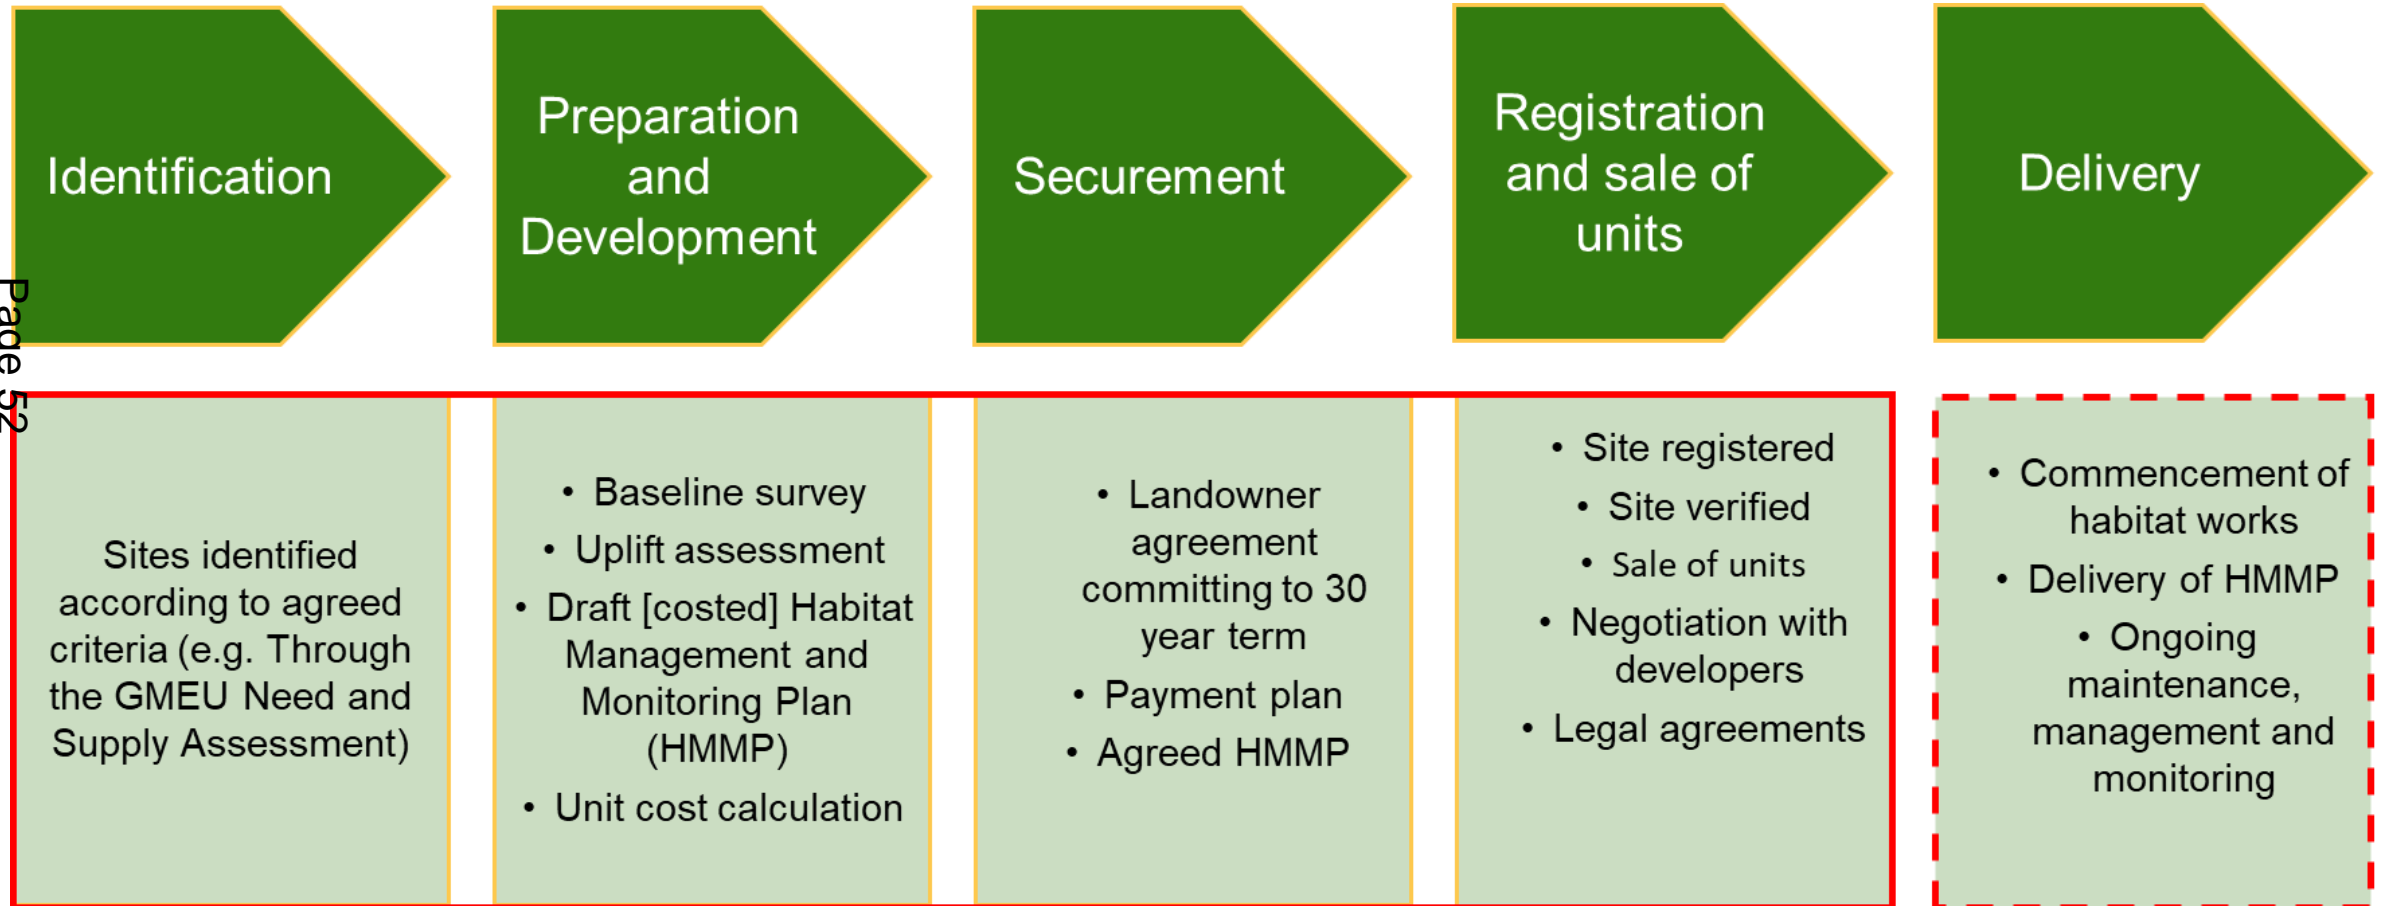 Identification
Preparation
and
Development
Securement
Registration
and sale of
units
Delivery
Page 52
Sites identified
according to agreed
criteria (e.g. Through
the GMEU Need and
Supply Assessment)
• Baseline survey
• Uplift assessment
• Draft [costed] Habitat
Management and
Monitoring Plan
(HMMP)
• Unit cost calculation
• Landowner
agreement
committing to 30
year term
• Payment plan
• Agreed HMMP
• Site registered
• Site verified
• Sale of units
• Negotiation with
developers
• Legal agreements
• Commencement of
habitat works
• Delivery of HMMP
• Ongoing
maintenance,
management and
monitoring